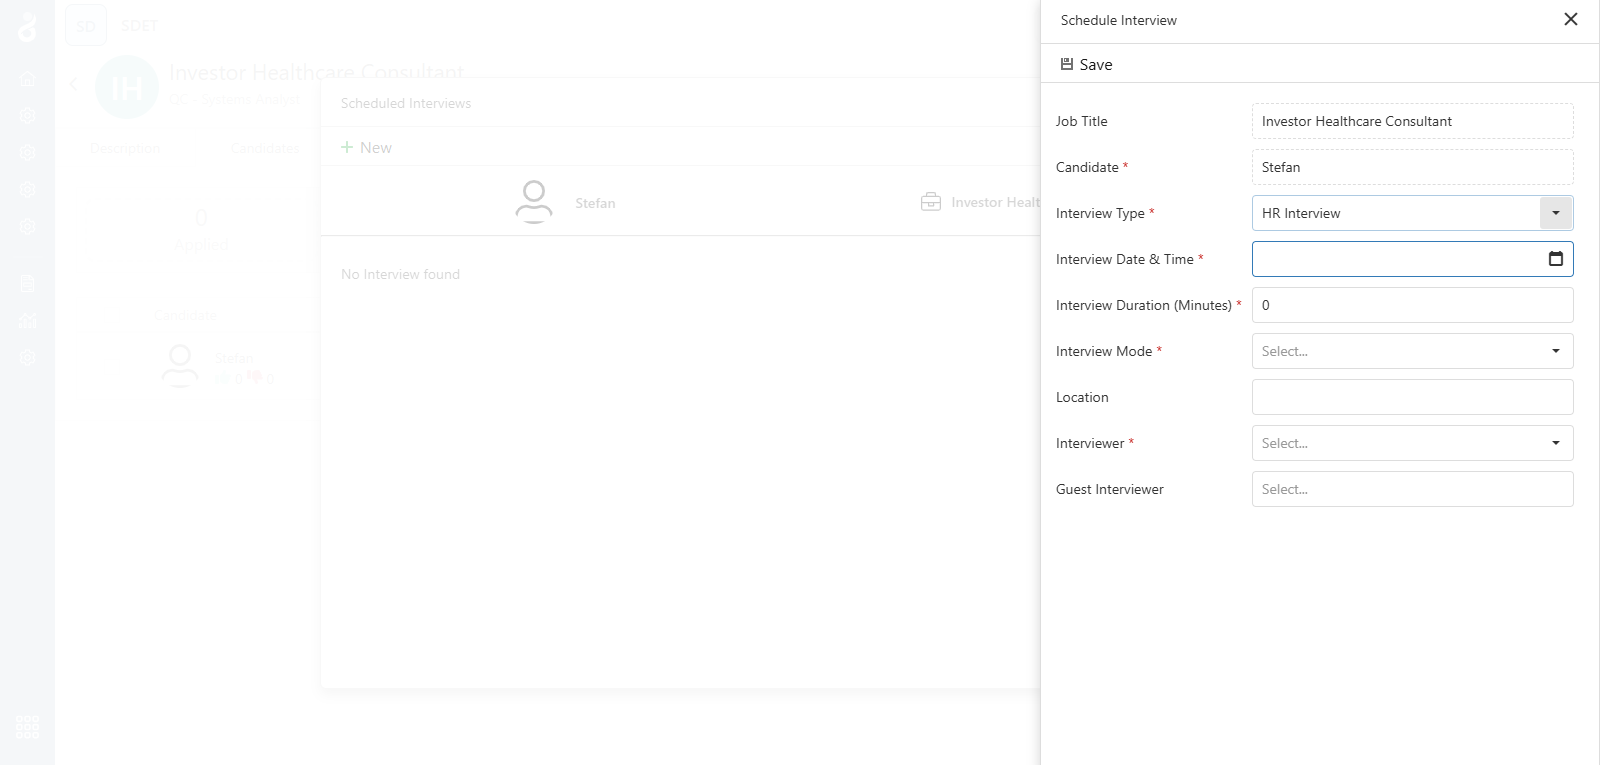 SD SDET
IH
Investor Healthcare Consultant
QC - Systems Analyst
Description Candidates
0
Applied
Candidate
Stefan
0 0
Scheduled Interviews
+ New
Stefan
Investor Healt
No Interview found
Schedule Interview
Save
Job Title Investor Healthcare Consultant
Candidate * Stefan
Interview Type * HR Interview
Interview Date & Time *
Interview Duration (Minutes) * 0
Interview Mode * Select...
Location
Interviewer * Select...
Guest Interviewer Select...